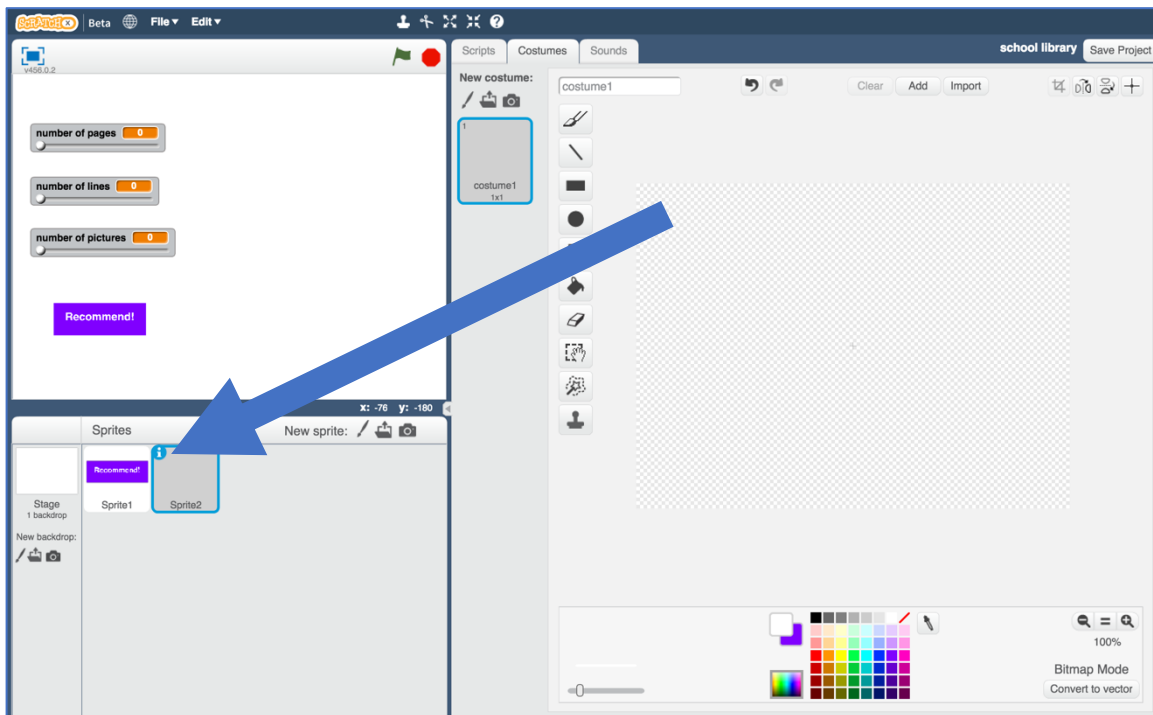 SCRATCHX Beta File▾ Edit▾
v456.0.2
number of pages 0
number of lines 0
number of pictures 0
Recommend!
X: -76 y: -180
Sprites New sprite:
Stage
1 backdrop
New backdrop:
Recommend!
Sprite1
i
Sprite2
Scripts Costumes Sounds
school library Save Project
New costume:
1
costume1
1x1
costume1
Clear Add Import
100%
Bitmap Mode
Convert to vector